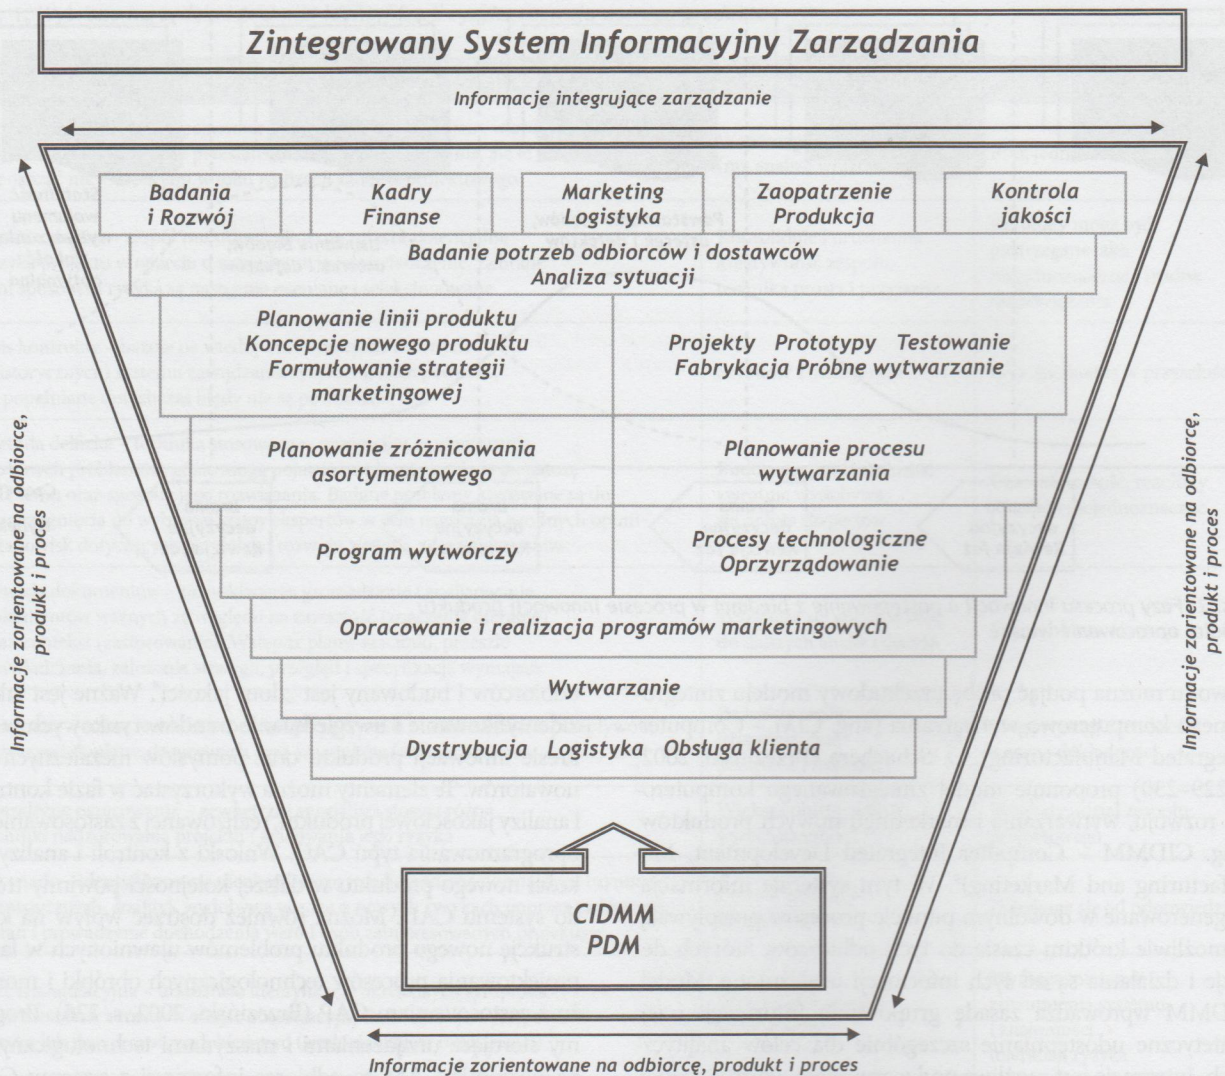 Zintegrowany System Informacyjny Zarządzania
Informacje integrujące zarządzanie
Badania
i Rozwój
Kadry
Finanse
Marketing
Logistyka
Zaopatrzenie
Produkcja
Kontrola
jakości
Badanie potrzeb odbiorców i dostawców
Analiza sytuacji
Planowanie linii produktu
Koncepcje nowego produktu
Formułowanie strategii
marketingowej
Projekty Prototypy Testowanie
Fabrykacja Próbne wytwarzanie
Planowanie zróżnicowania
asortymentowego
Planowanie procesu
wytwarzania
Program wytwórczy
Procesy technologiczne
Oprzyrządowanie
Opracowanie i realizacja programów marketingowych
Wytwarzanie
Dystrybucja Logistyka Obsługa klienta
CIDMM
PDM
Informacje zorientowane na odbiorcę,
produkt i proces
Informacje zorientowane na odbiorcę,
produkt i proces
Informacje zorientowane na odbiorcę, produkt i proces